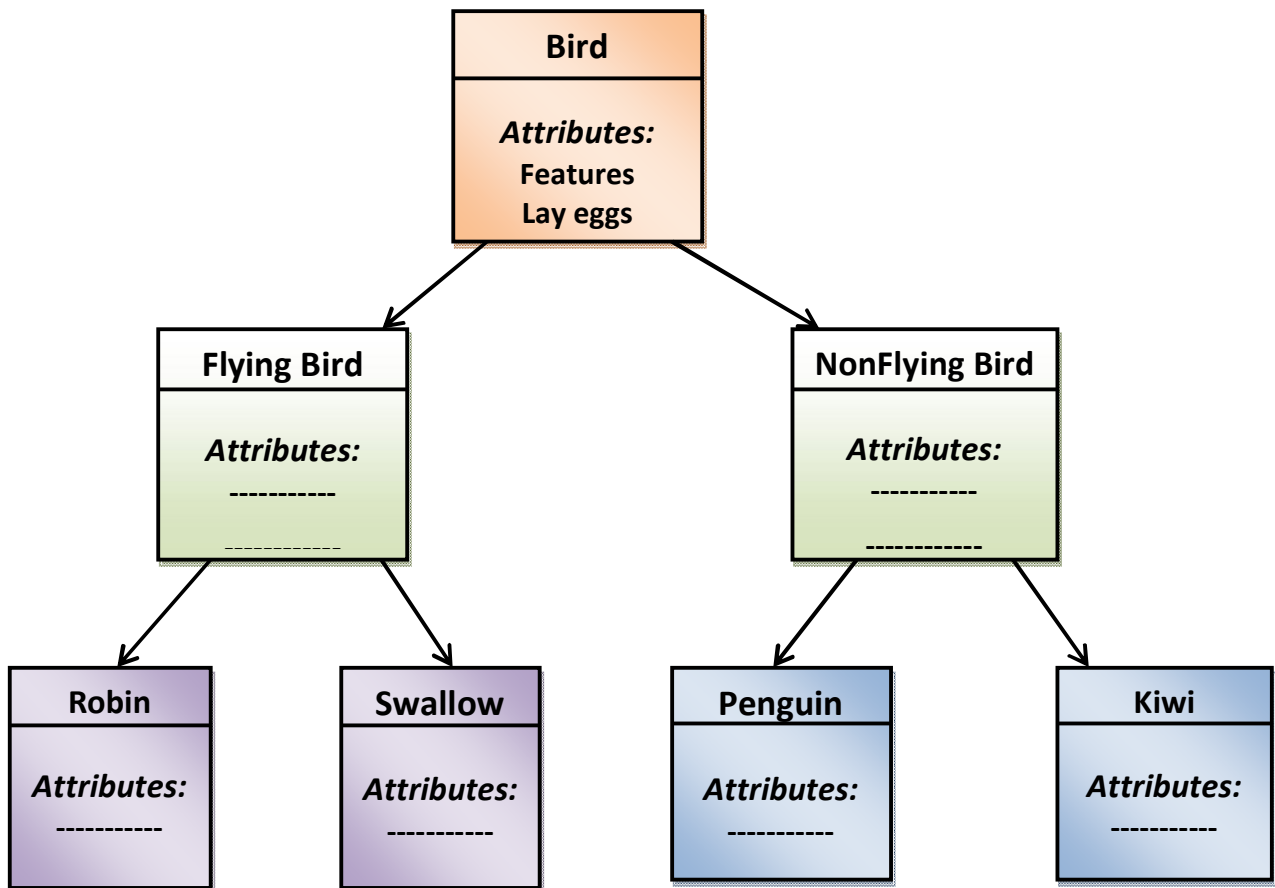 Bird
Attributes:
Features
Lay eggs
Flying Bird
Attributes:
-----------
------------
NonFlying Bird
Attributes:
-----------
------------
Robin
Attributes:
-----------
Swallow
Attributes:
-----------
Penguin
Attributes:
-----------
Kiwi
Attributes:
-----------